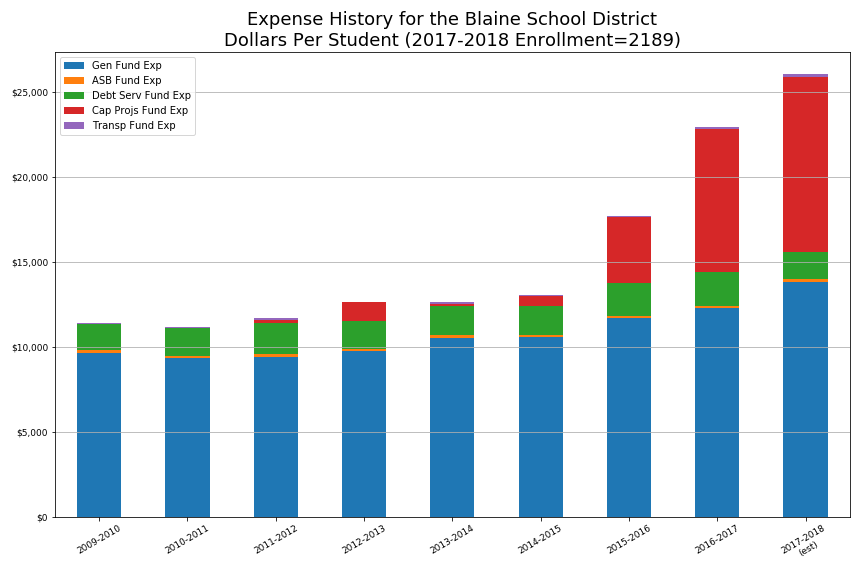 Expense History for the Blaine School District
Dollars Per Student (2017-2018 Enrollment=2189)
Gen Fund Exp
ASB Fund Exp
Debt Serv Fund Exp
Cap Projs Fund Exp
Transp Fund Exp
$25,000
$20,000
$15,000
$10,000
$5,000
$0
2009-2010
2010-2011
2011-2012
2012-2013
2013-2014
2014-2015
2015-2016
2016-2017
2017-2018
(est)